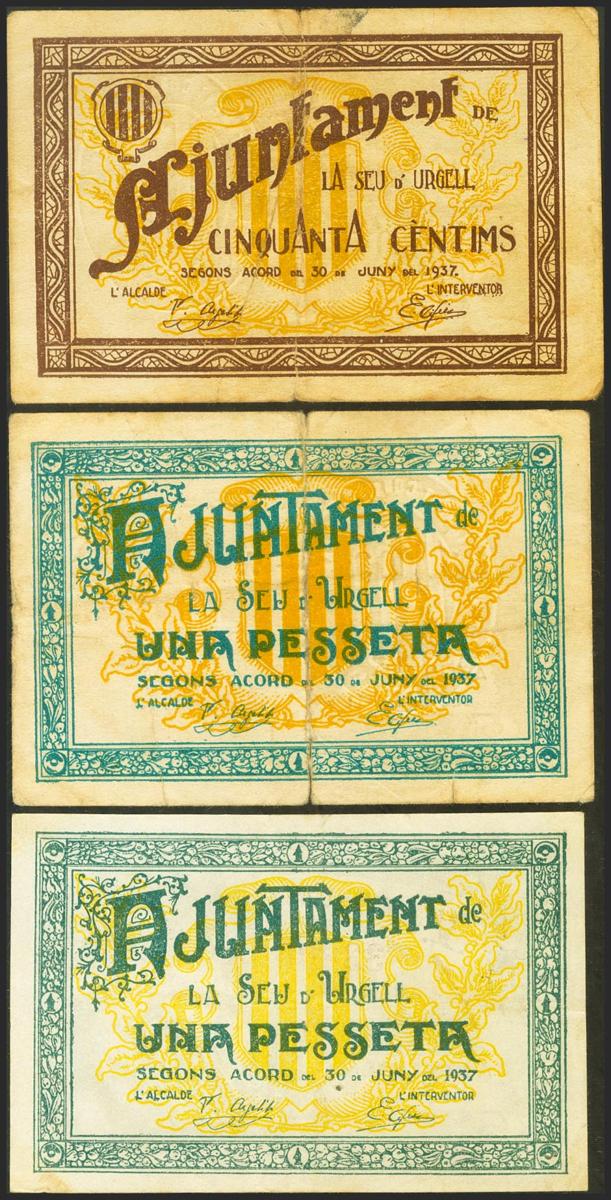 Ajuntament DE
LA SEU D' URGELL
CINQUANTA CÈNTIMS
SEGONS ACORD DEL 30 DE JUNY DEL 1937.
L'ALCALDE L'INTERVENTOR
AJUNTAMENT de
LA SEU D' URGELL
UNA PESSETA
SEGONS ACORD DEL 30 DE JUNY DEL 1937
L'ALCALDE L'INTERVENTOR
AJUNTAMENT de
LA SEU D' URGELL
UNA PESSETA
SEGONS ACORD DEL 30 DE JUNY DEL 1937
L'ALCALDE L'INTERVENTOR